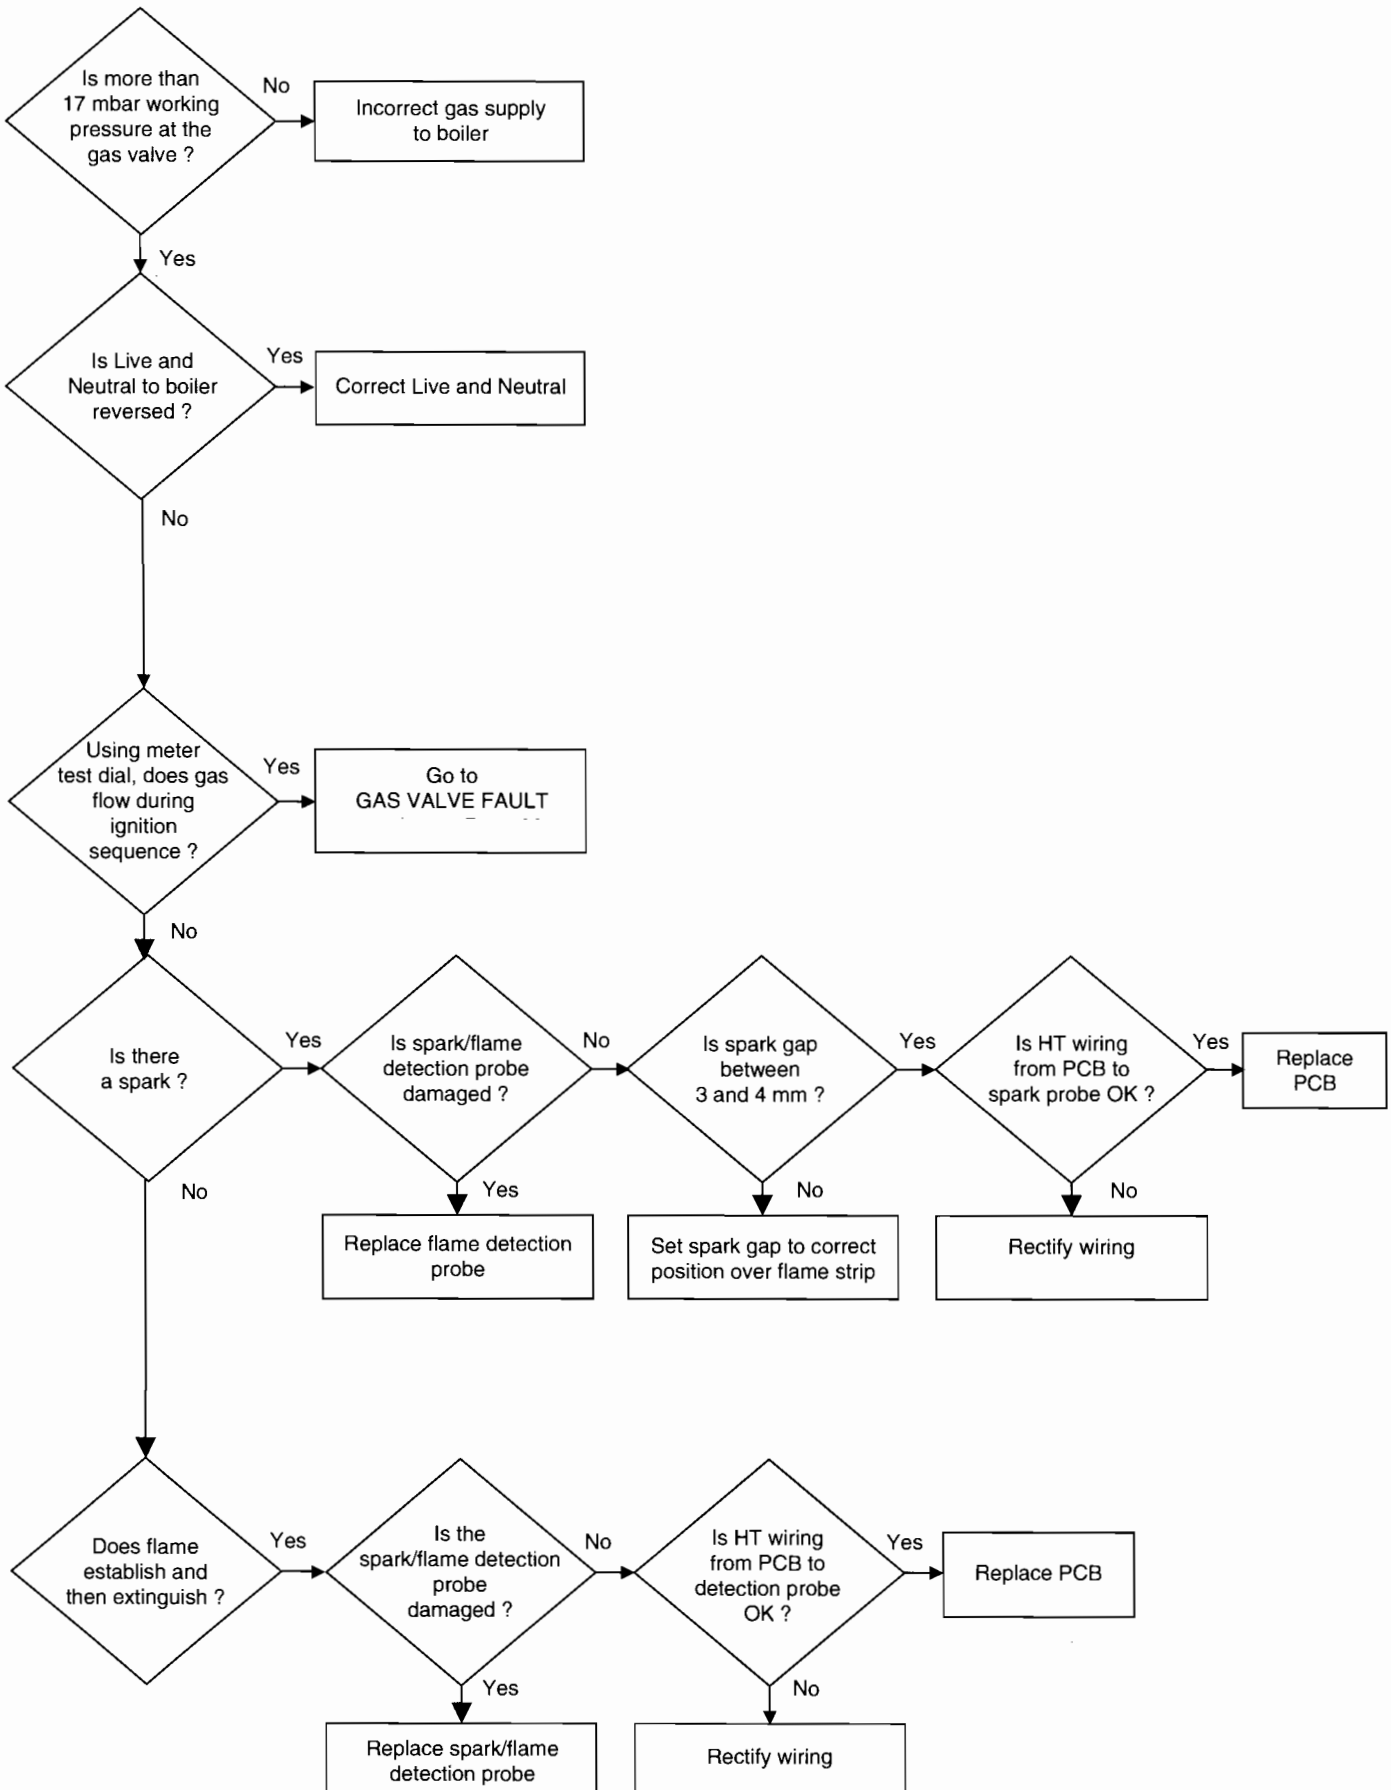 Is more than
17 mbar working
pressure at the
gas valve ?
No
Incorrect gas supply
to boiler
Yes
Is Live and
Neutral to boiler
reversed ?
Yes
Correct Live and Neutral
No
Using meter
test dial, does gas
flow during
ignition
sequence ?
Yes
Go to
GAS VALVE FAULT
No
Is there
a spark ?
Yes
Is spark/flame
detection probe
damaged ?
No
Is spark gap
between
3 and 4 mm ?
Yes
Is HT wiring
from PCB to
spark probe OK ?
Yes
Replace
PCB
No
Yes
No
No
Replace flame detection
probe
Set spark gap to correct
position over flame strip
Rectify wiring
Does flame
establish and
then extinguish ?
Yes
Is the
spark/flame detection
probe
damaged ?
No
Is HT wiring
from PCB to
detection probe
OK ?
Yes
Replace PCB
Yes
No
Replace spark/flame
detection probe
Rectify wiring